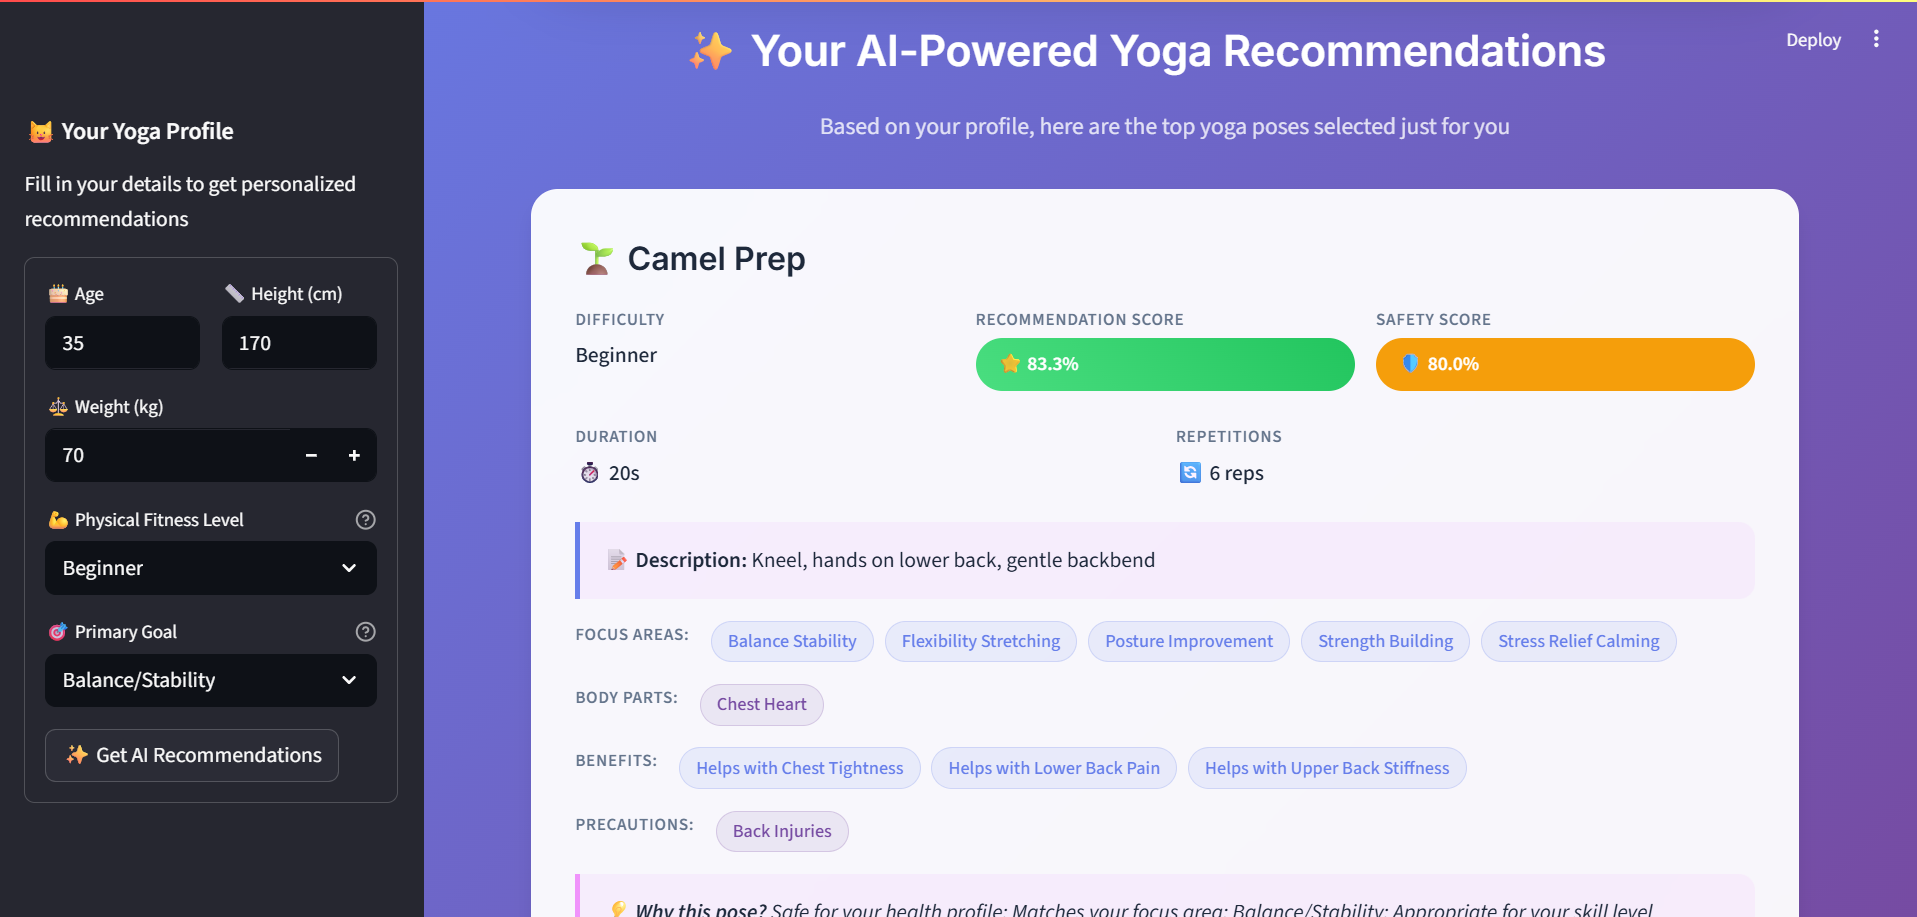 Your AI-Powered Yoga Recommendations
Deploy
Based on your profile, here are the top yoga poses selected just for you
Your Yoga Profile
Fill in your details to get personalized
recommendations
Age
Height (cm)
35
170
Weight (kg)
70
Physical Fitness Level
Beginner
Primary Goal
Balance/Stability
Get AI Recommendations
Camel Prep
DIFFICULTY
Beginner
RECOMMENDATION SCORE
83.3%
SAFETY SCORE
80.0%
DURATION
20s
REPETITIONS
6 reps
Description: Kneel, hands on lower back, gentle backbend
FOCUS AREAS: Balance Stability Flexibility Stretching Posture Improvement Strength Building Stress Relief Calming
BODY PARTS: Chest Heart
BENEFITS: Helps with Chest Tightness Helps with Lower Back Pain Helps with Upper Back Stiffness
PRECAUTIONS: Back Injuries
Why this pose? Safe for your health profile; Matches your focus area: Balance/Stability; Appropriate for your skill level